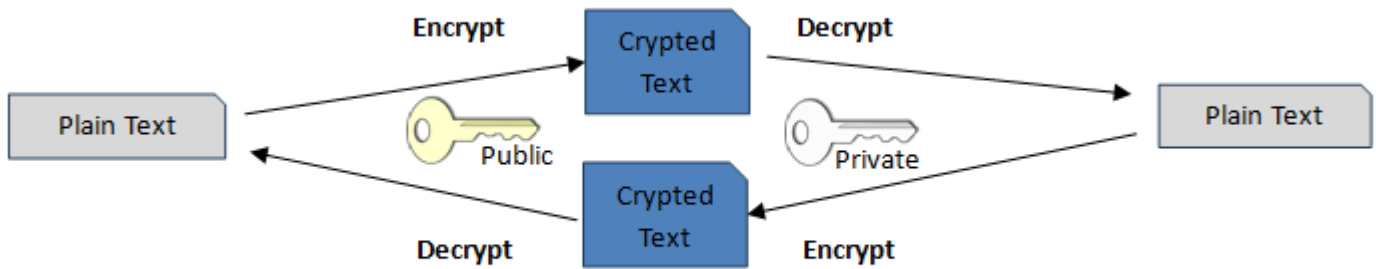 Encrypt
Crypted
Text
Decrypt
Plain Text
Public
Private
Plain Text
Crypted
Text
Decrypt
Encrypt